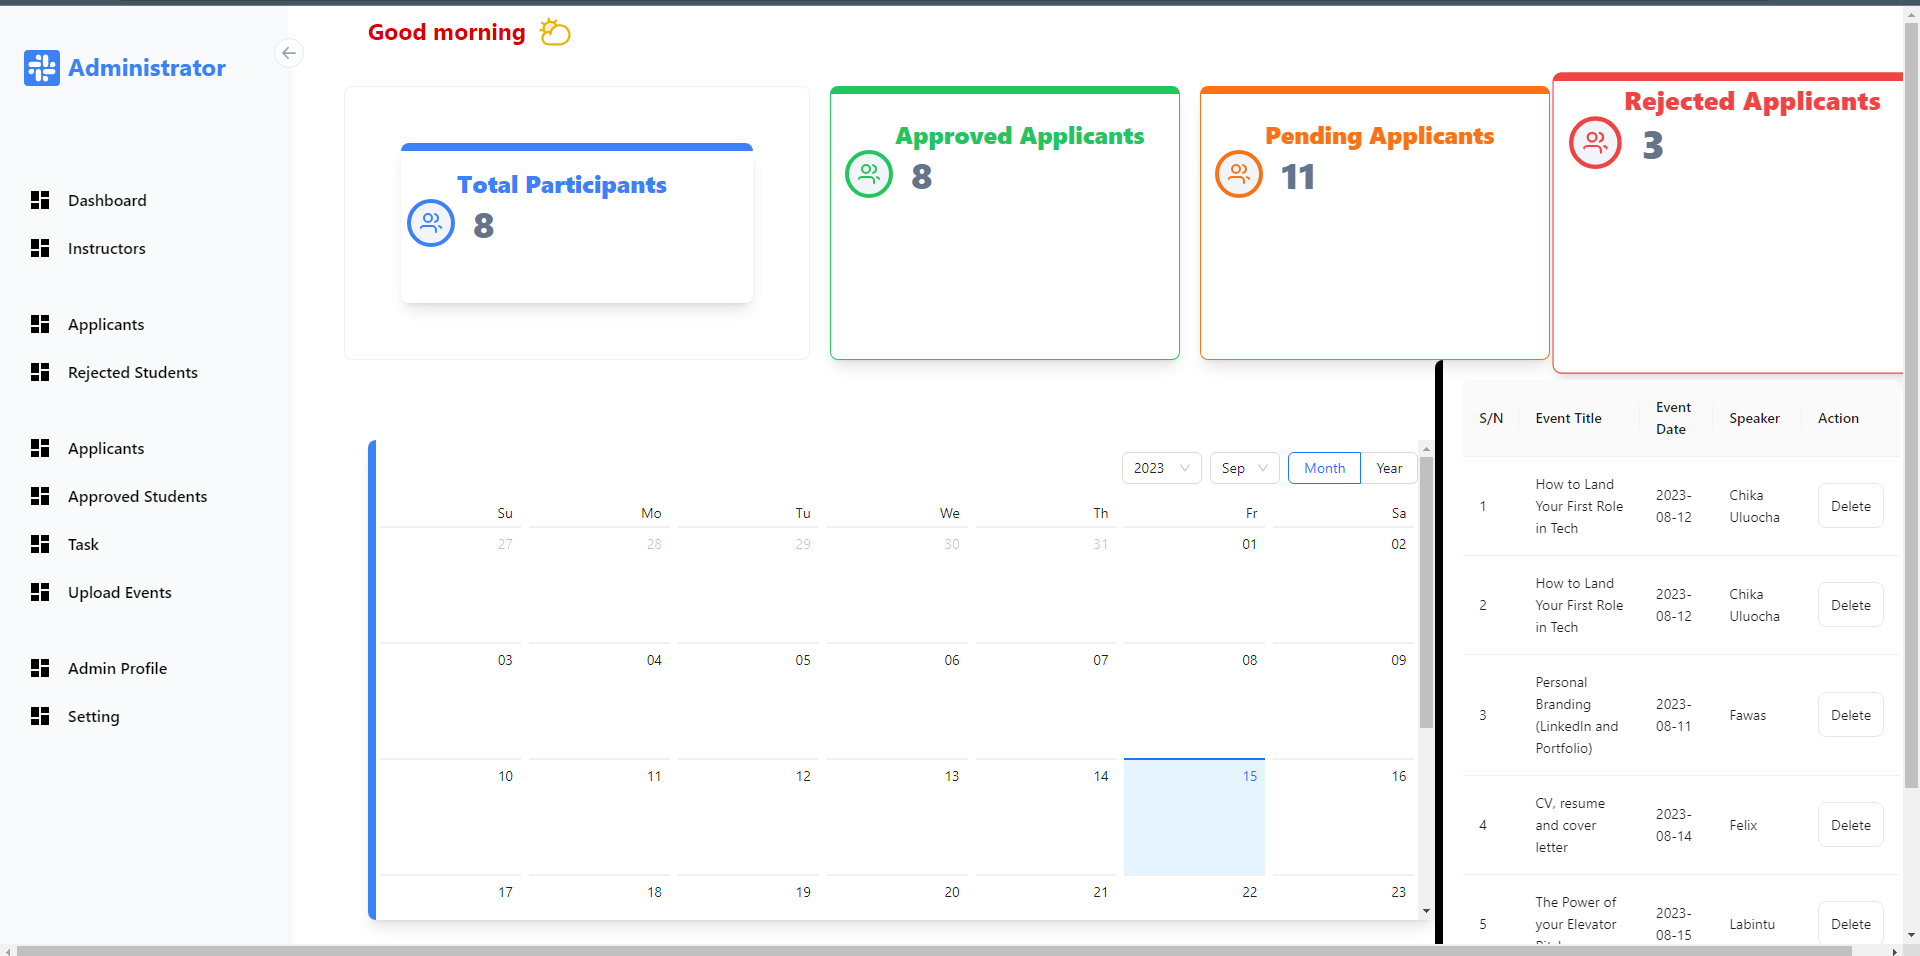 Good morning
Administrator
Dashboard
Instructors
Applicants
Rejected Students
Applicants
Approved Students
Task
Upload Events
Admin Profile
Setting
Total Participants
8
Approved Applicants
8
Pending Applicants
11
Rejected Applicants
3
2023 Sep Month Year
Su Mo Tu We Th Fr Sa
27 28 29 30 31 01 02
03 04 05 06 07 08 09
10 11 12 13 14 15 16
17 18 19 20 21 22 23
S/N Event Title Event Date Speaker Action
1
How to Land
Your First Role
in Tech
2023-
08-12
Chika
Uluocha
Delete
2
How to Land
Your First Role
in Tech
2023-
08-12
Chika
Uluocha
Delete
3
Personal
Branding
(LinkedIn and
Portfolio)
2023-
08-11
Fawas
Delete
4
CV, resume
and cover
letter
2023-
08-14
Felix
Delete
5
The Power of
your Elevator
2023-
08-15
Labintu
Delete